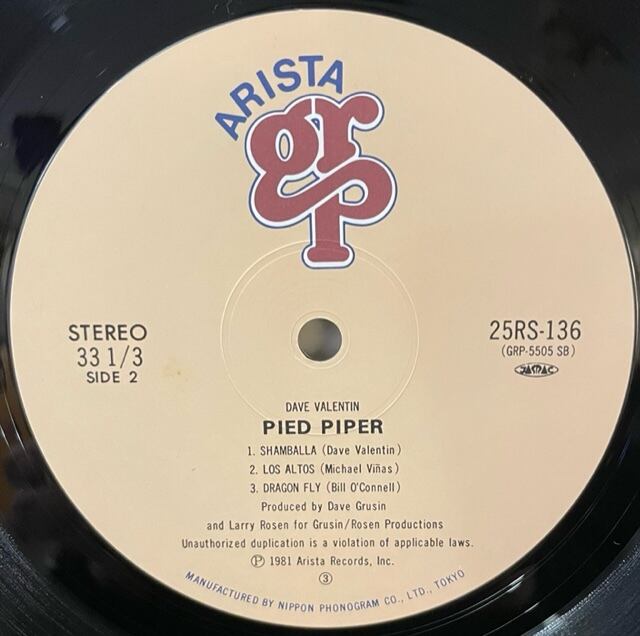 ARISTA
grp
STEREO
33 1/3
SIDE 2
25RS-136
(GRP-5505 SB)
JASRAC
DAVE VALENTIN
PIED PIPER
1. SHAMBALLA (Dave Valentin)
2. LOS ALTOS (Michael Viñas)
3. DRAGON FLY (Bill O'Connell)
Produced by Dave Grusin
and Larry Rosen for Grusin/Rosen Productions
Unauthorized duplication is a violation of applicable laws.
Ⓟ 1981 Arista Records, Inc.
③
MANUFACTURED BY NIPPON PHONOGRAM CO., LTD., TOKYO